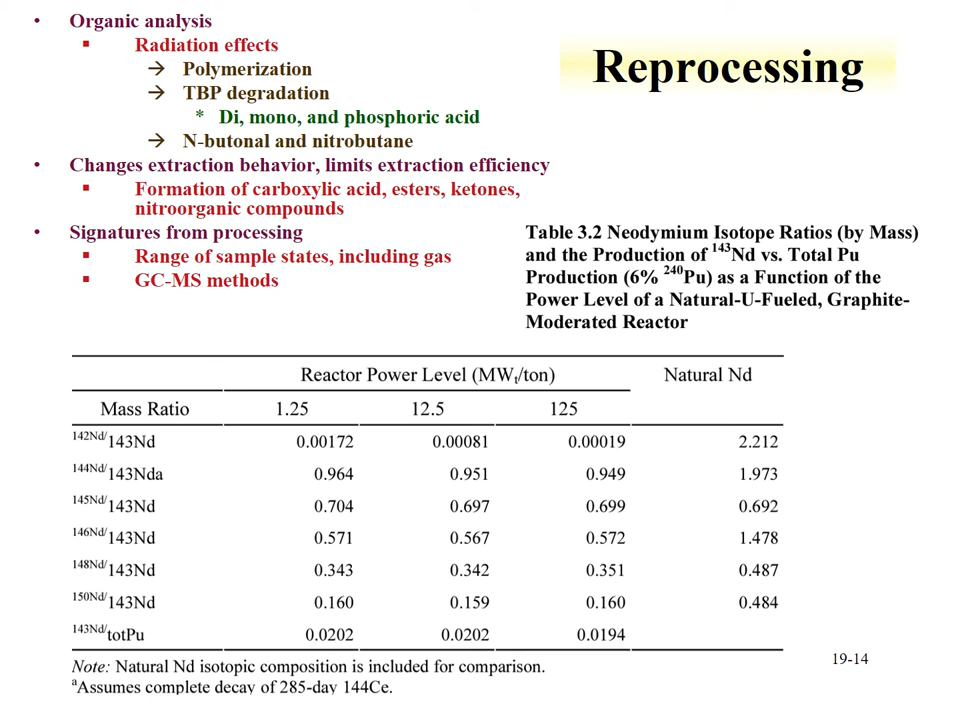 • Organic analysis
▪ Radiation effects
→ Polymerization
→ TBP degradation
* Di, mono, and phosphoric acid
→ N-butonal and nitrobutane
• Changes extraction behavior, limits extraction efficiency
▪ Formation of carboxylic acid, esters, ketones,
nitroorganic compounds
• Signatures from processing
▪ Range of sample states, including gas
▪ GC-MS methods
Reprocessing
Table 3.2 Neodymium Isotope Ratios (by Mass)
and the Production of 143Nd vs. Total Pu
Production (6% 240Pu) as a Function of the
Power Level of a Natural-U-Fueled, Graphite-
Moderated Reactor
Reactor Power Level (MWt/ton) Natural Nd
Mass Ratio 1.25 12.5 125
142Nd/143Nd 0.00172 0.00081 0.00019 2.212
144Nd/143Nda 0.964 0.951 0.949 1.973
145Nd/143Nd 0.704 0.697 0.699 0.692
146Nd/143Nd 0.571 0.567 0.572 1.478
148Nd/143Nd 0.343 0.342 0.351 0.487
150Nd/143Nd 0.160 0.159 0.160 0.484
143Nd/totPu 0.0202 0.0202 0.0194
Note: Natural Nd isotopic composition is included for comparison.
aAssumes complete decay of 285-day 144Ce.
19-14